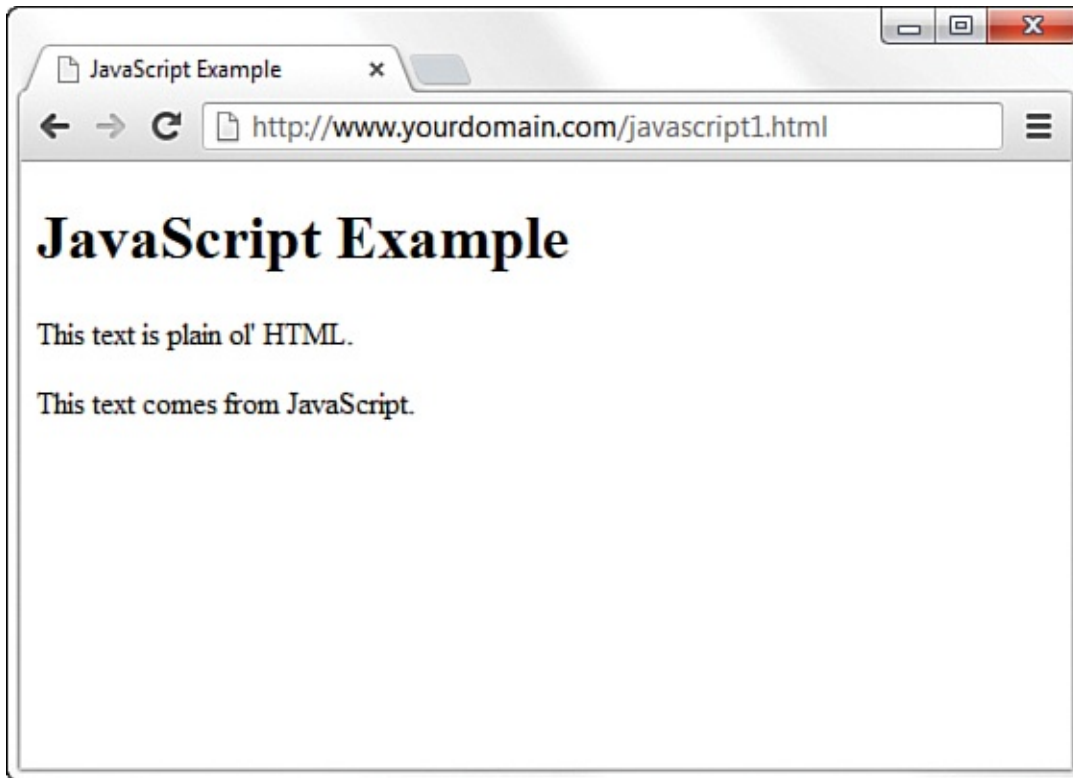 JavaScript Example
http://www.yourdomain.com/javascript1.html
JavaScript Example
This text is plain ol' HTML.
This text comes from JavaScript.